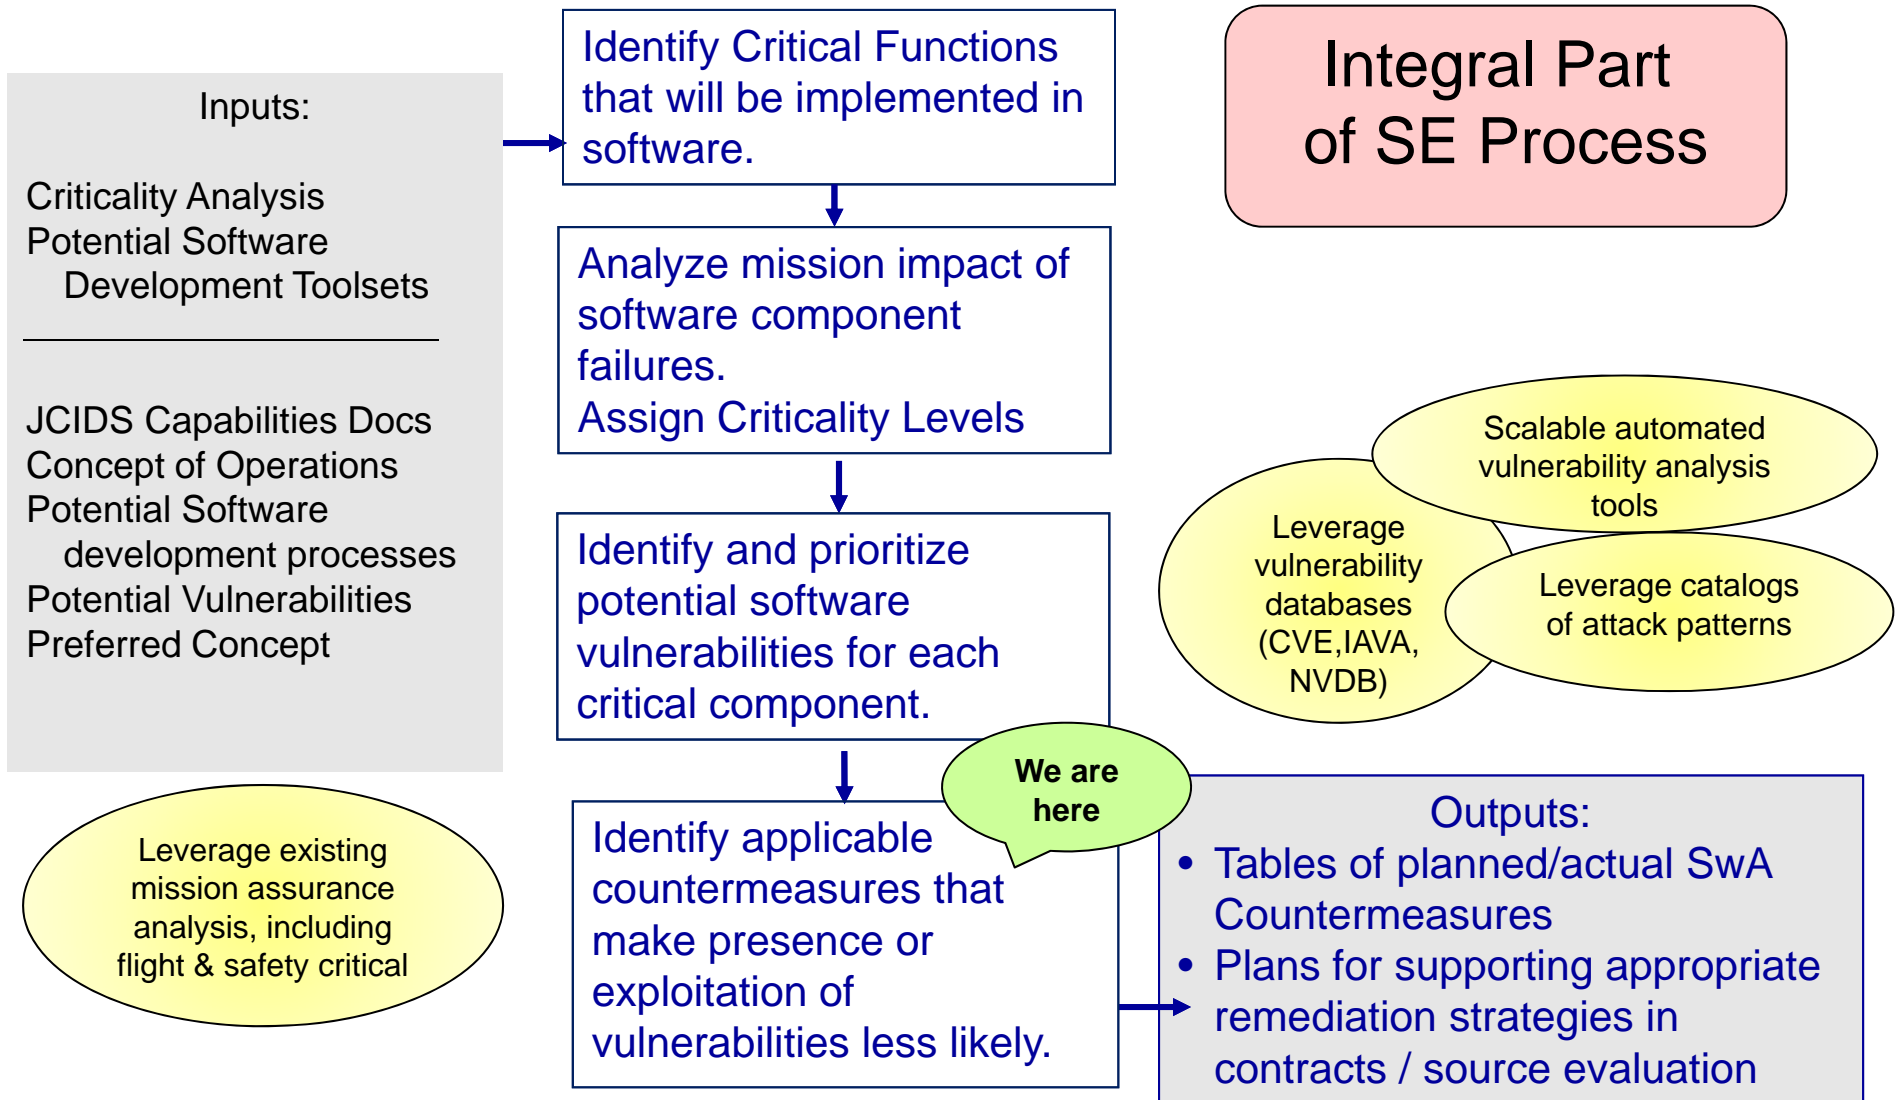 Inputs:
Criticality Analysis
Potential Software
Development Toolsets
JCIDS Capabilities Docs
Concept of Operations
Potential Software
development processes
Potential Vulnerabilities
Preferred Concept
Leverage existing
mission assurance
analysis, including
flight & safety critical
Identify Critical Functions
that will be implemented in
software.
Analyze mission impact of
software component
failures.
Assign Criticality Levels
Identify and prioritize
potential software
vulnerabilities for each
critical component.
We are
here
Identify applicable
countermeasures that
make presence or
exploitation of
vulnerabilities less likely.
Integral Part
of SE Process
Scalable automated
vulnerability analysis
tools
Leverage
vulnerability
databases
(CVE,IAVA,
NVDB)
Leverage catalogs
of attack patterns
Outputs:
• Tables of planned/actual SwA
Countermeasures
• Plans for supporting appropriate
remediation strategies in
contracts / source evaluation